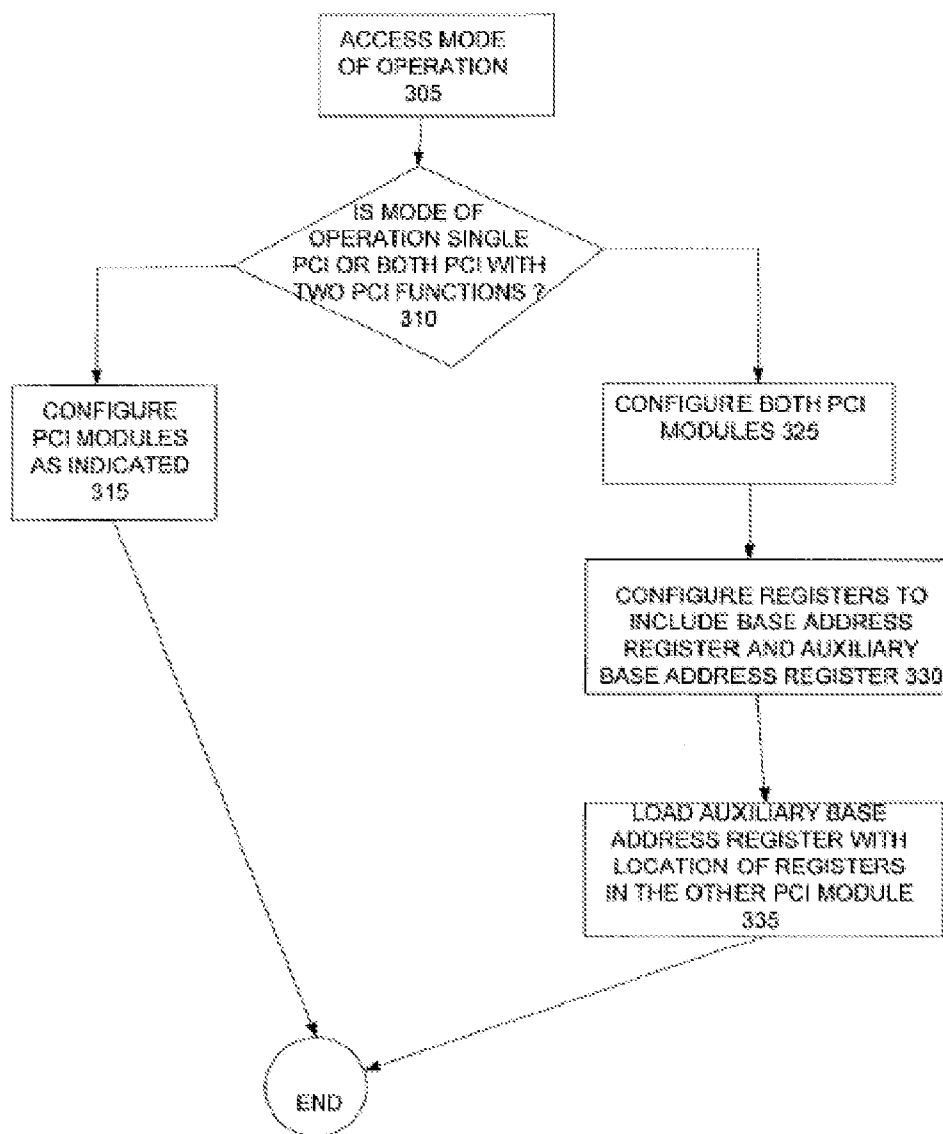 ACCESS MODE
OF OPERATION
305
IS MODE OF
OPERATION SINGLE
PCI OR BOTH PCI WITH
TWO PCI FUNCTIONS ?
310
CONFIGURE
PCI MODULES
AS INDICATED
315
CONFIGURE BOTH PCI
MODULES 325
CONFIGURE REGISTERS TO
INCLUDE BASE ADDRESS
REGISTER AND AUXILIARY
BASE ADDRESS REGISTER 330
LOAD AUXILIARY BASE
ADDRESS REGISTER WITH
LOCATION OF REGISTERS
IN THE OTHER PCI MODULE
335
END